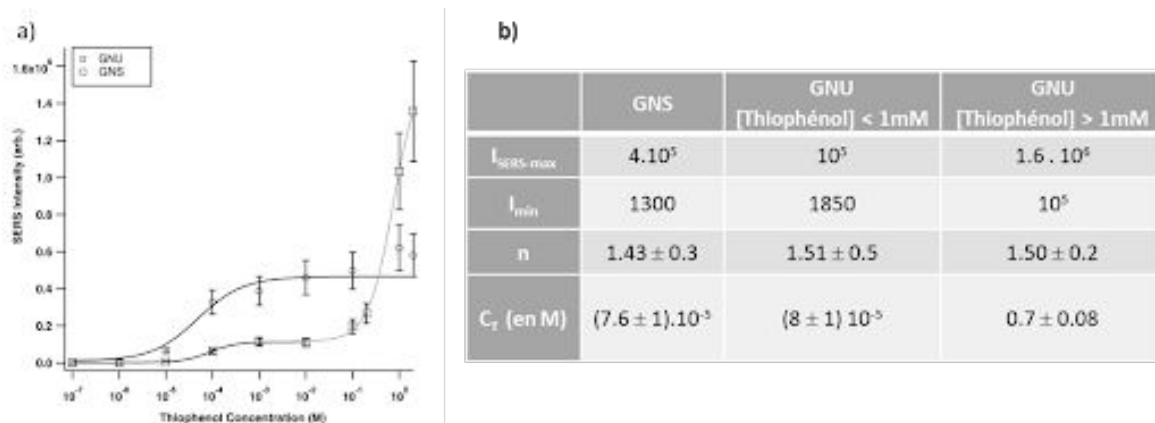 a)
GNU
GNS
1.6x10⁶
1.4
1.2
1.0
0.8
0.6
0.4
0.2
0.0
SERS Intensity (arb.)
10⁻⁷ 10⁻⁶ 10⁻⁵ 10⁻⁴ 10⁻³ 10⁻² 10⁻¹ 10⁰
Thiophenol Concentration (M)
b)
GNS GNU GNU
[Thiophénol] < 1mM [Thiophénol] > 1mM
I_SERS-max 4.10⁵ 10⁵ 1.6 . 10⁶
I_min 1300 1850 10⁵
n 1.43 ± 0.3 1.51 ± 0.5 1.50 ± 0.2
C_T (en M) (7.6 ± 1).10⁻⁵ (8 ± 1) 10⁻⁵ 0.7 ± 0.08